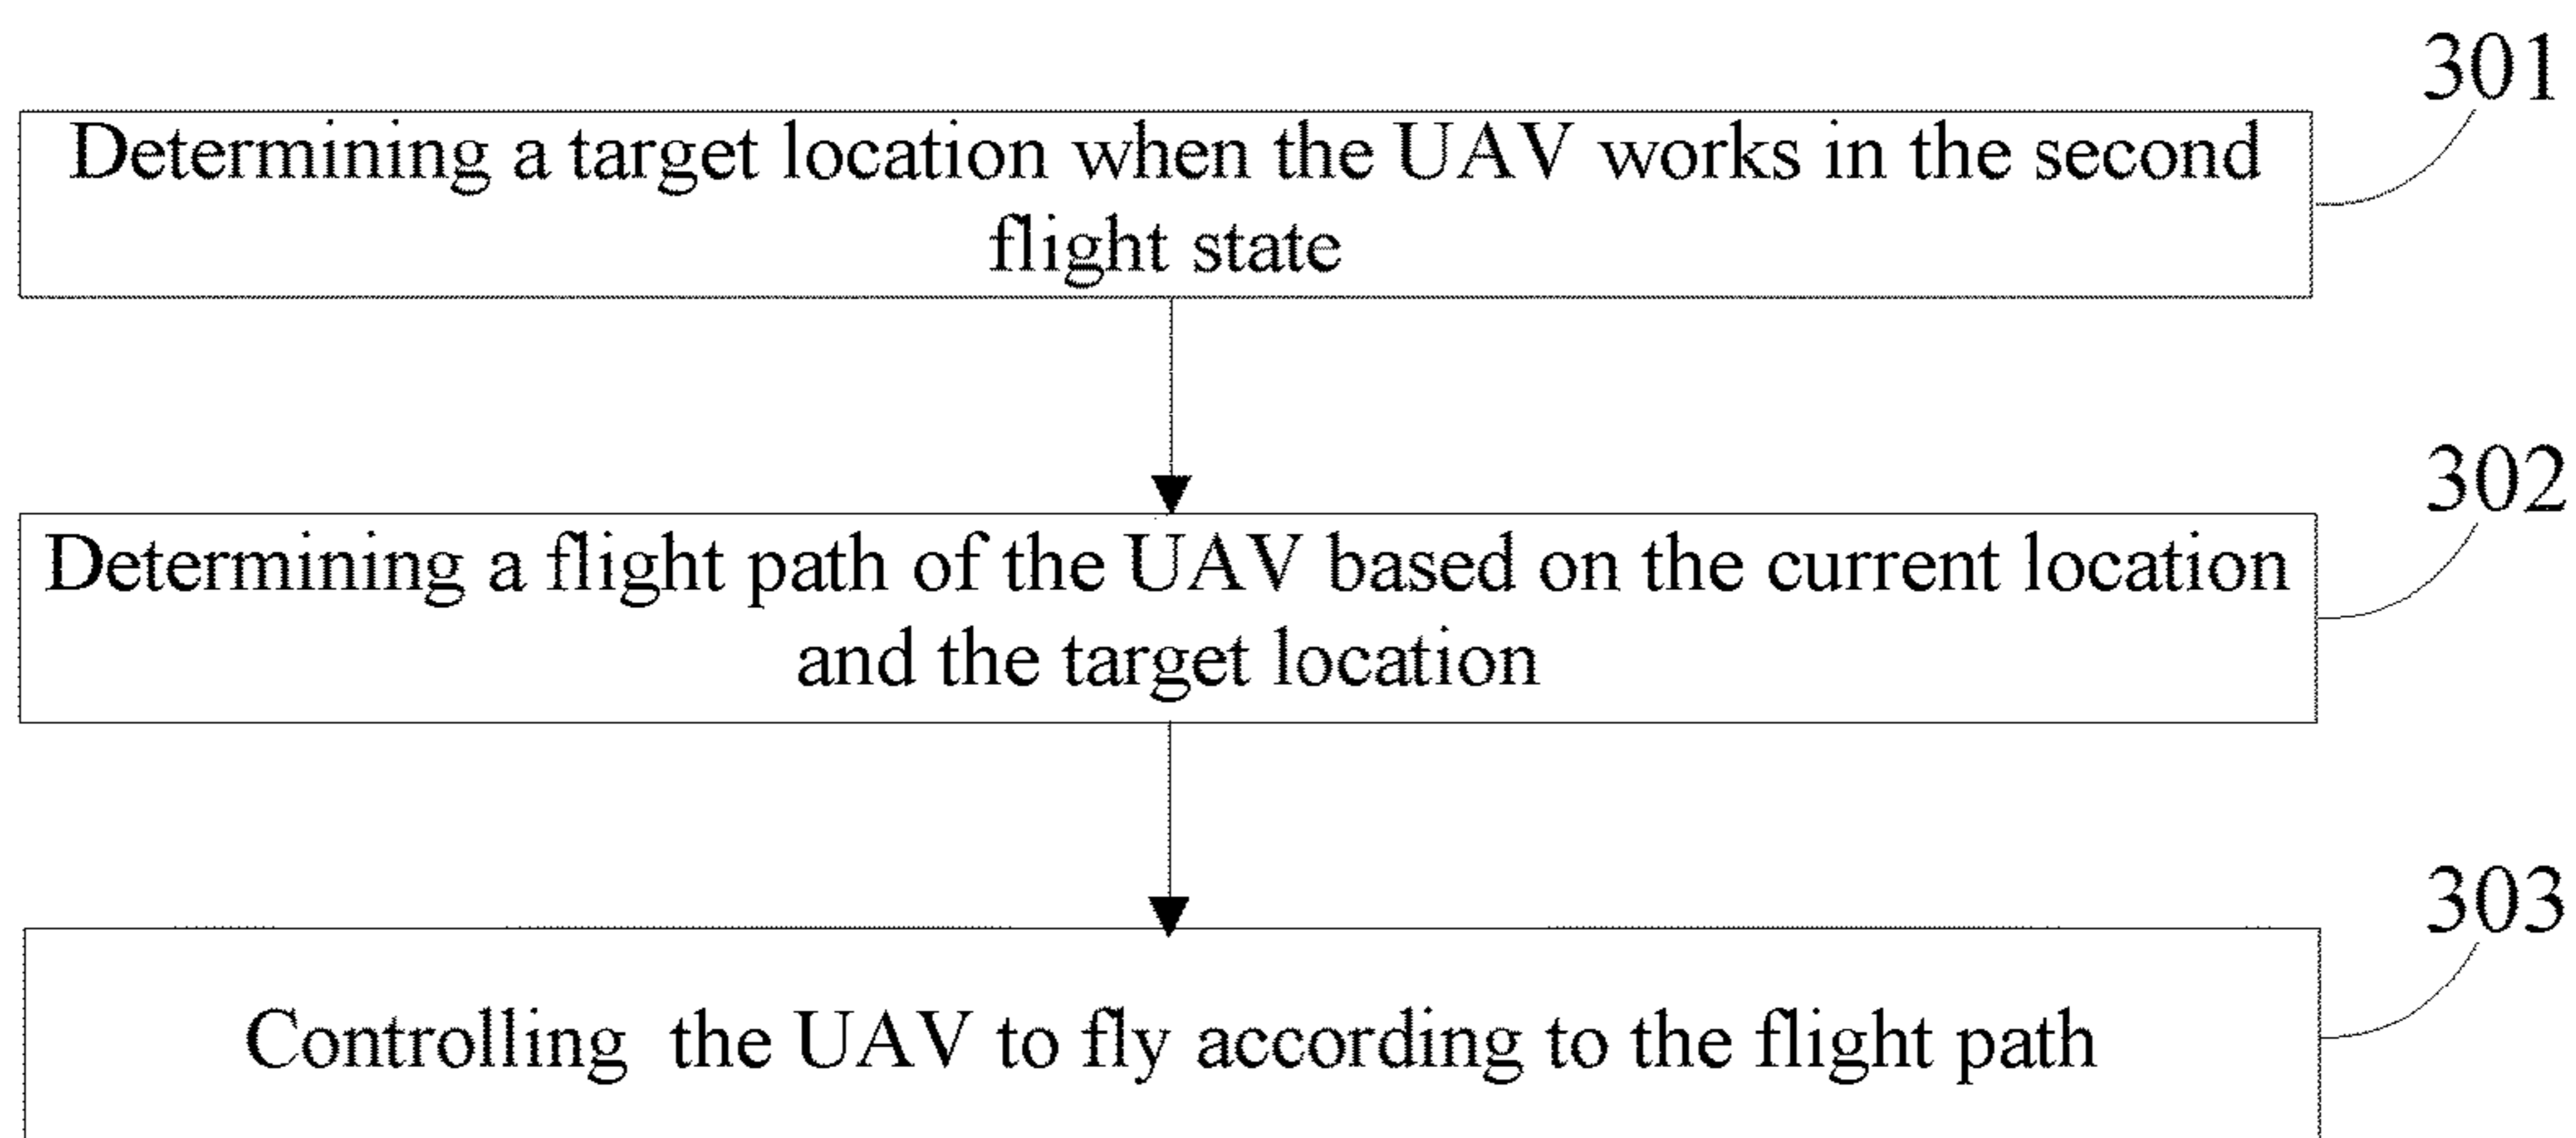 301
Determining a target location when the UAV works in the second
flight state
302
Determining a flight path of the UAV based on the current location
and the target location
303
Controlling the UAV to fly according to the flight path